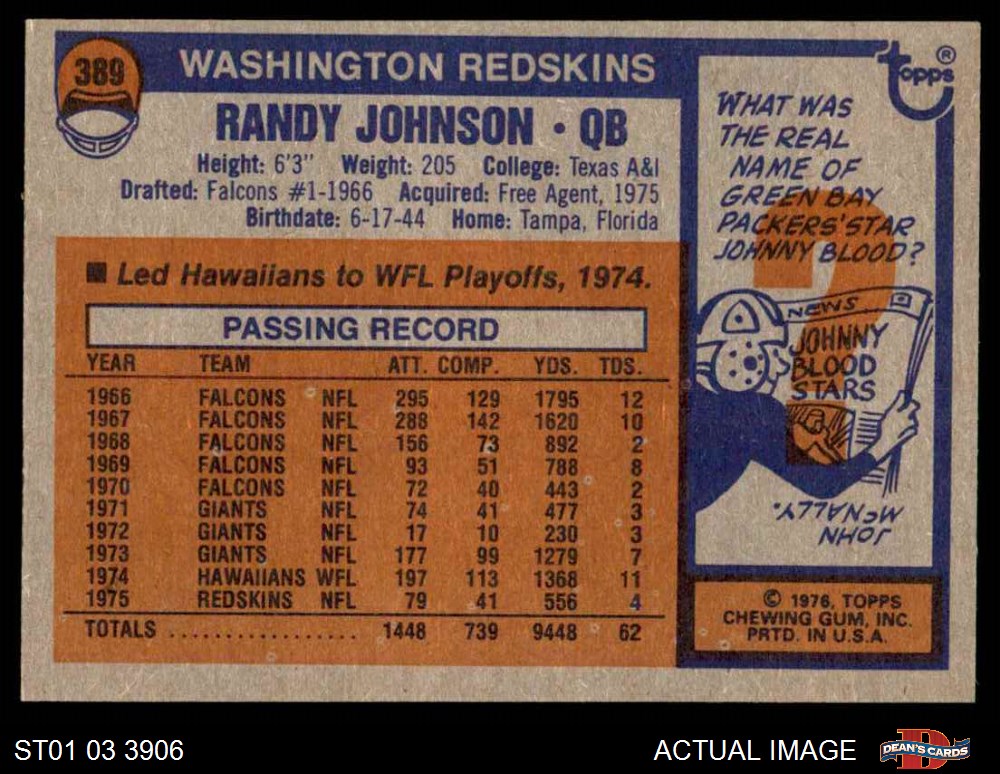 389
WASHINGTON REDSKINS
RANDY JOHNSON • QB
Height: 6'3" Weight: 205 College: Texas A&I
Drafted: Falcons #1-1966 Acquired: Free Agent, 1975
Birthdate: 6-17-44 Home: Tampa, Florida
■ Led Hawaiians to WFL Playoffs, 1974.
PASSING RECORD
YEAR TEAM ATT. COMP. YDS. TDS.
1966 FALCONS NFL 295 129 1795 12
1967 FALCONS NFL 288 142 1620 10
1968 FALCONS NFL 156 73 892 2
1969 FALCONS NFL 93 51 788 8
1970 FALCONS NFL 72 40 443 2
1971 GIANTS NFL 74 41 477 3
1972 GIANTS NFL 17 10 230 3
1973 GIANTS NFL 177 99 1279 7
1974 HAWAIIANS WFL 197 113 1368 11
1975 REDSKINS NFL 79 41 556 4
TOTALS .................. 1448 739 9448 62
topps®
WHAT WAS
THE REAL
NAME OF
GREEN BAY
PACKERS' STAR
JOHNNY BLOOD?
?
NEWS
JOHNNY
BLOOD
STARS
JOHN
McNALLY.
© 1976, TOPPS
CHEWING GUM, INC.
PRTD. IN U.S.A.
ST01 03 3906
ACTUAL IMAGE
DEAN'S CARDS